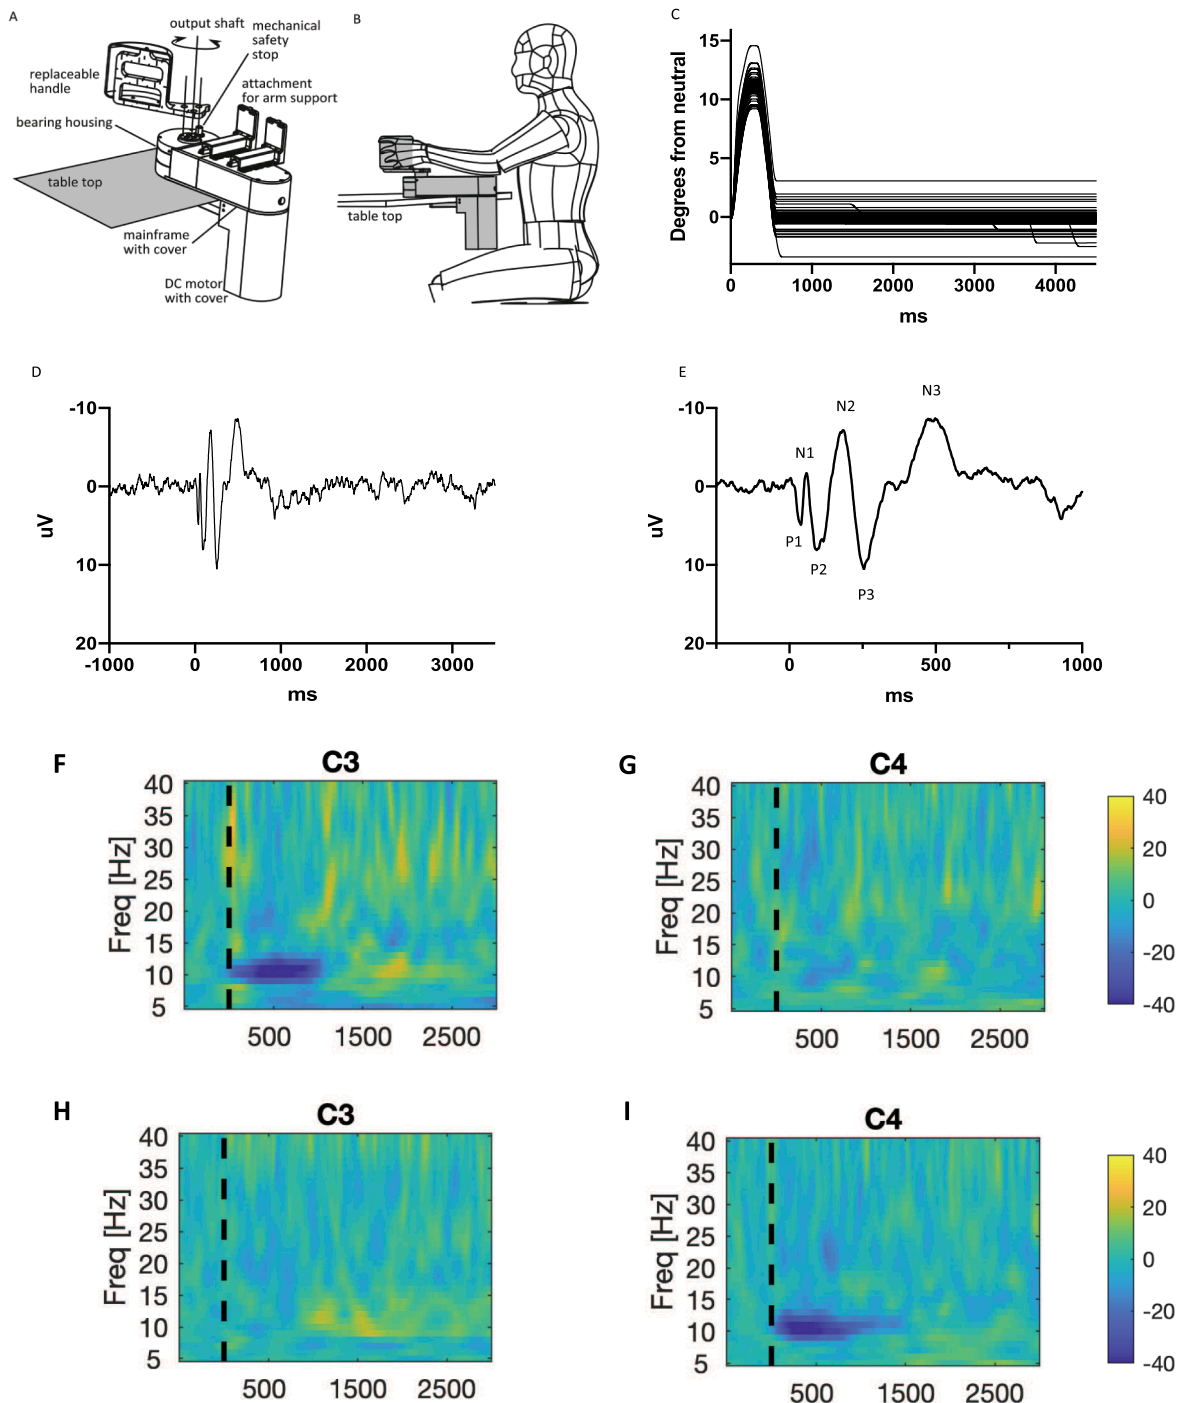 A
output shaft
mechanical
safety
stop
replaceable
handle
attachment
for arm support
bearing housing
table top
mainframe
with cover
DC motor
with cover
B
table top
C
Degrees from neutral
15
10
5
0
0 1000 2000 3000 4000
ms
D
-10
0
10
20
uV
-1000 0 1000 2000 3000
ms
E
-10
0
10
20
uV
N1
N2
N3
P1
P2
P3
0 500 1000
ms
F
C3
Freq [Hz]
40
35
30
25
20
15
10
5
500 1500 2500
G
C4
Freq [Hz]
40
35
30
25
20
15
10
5
500 1500 2500
40
20
0
-20
-40
H
C3
Freq [Hz]
40
35
30
25
20
15
10
5
500 1500 2500
I
C4
Freq [Hz]
40
35
30
25
20
15
10
5
500 1500 2500
40
20
0
-20
-40